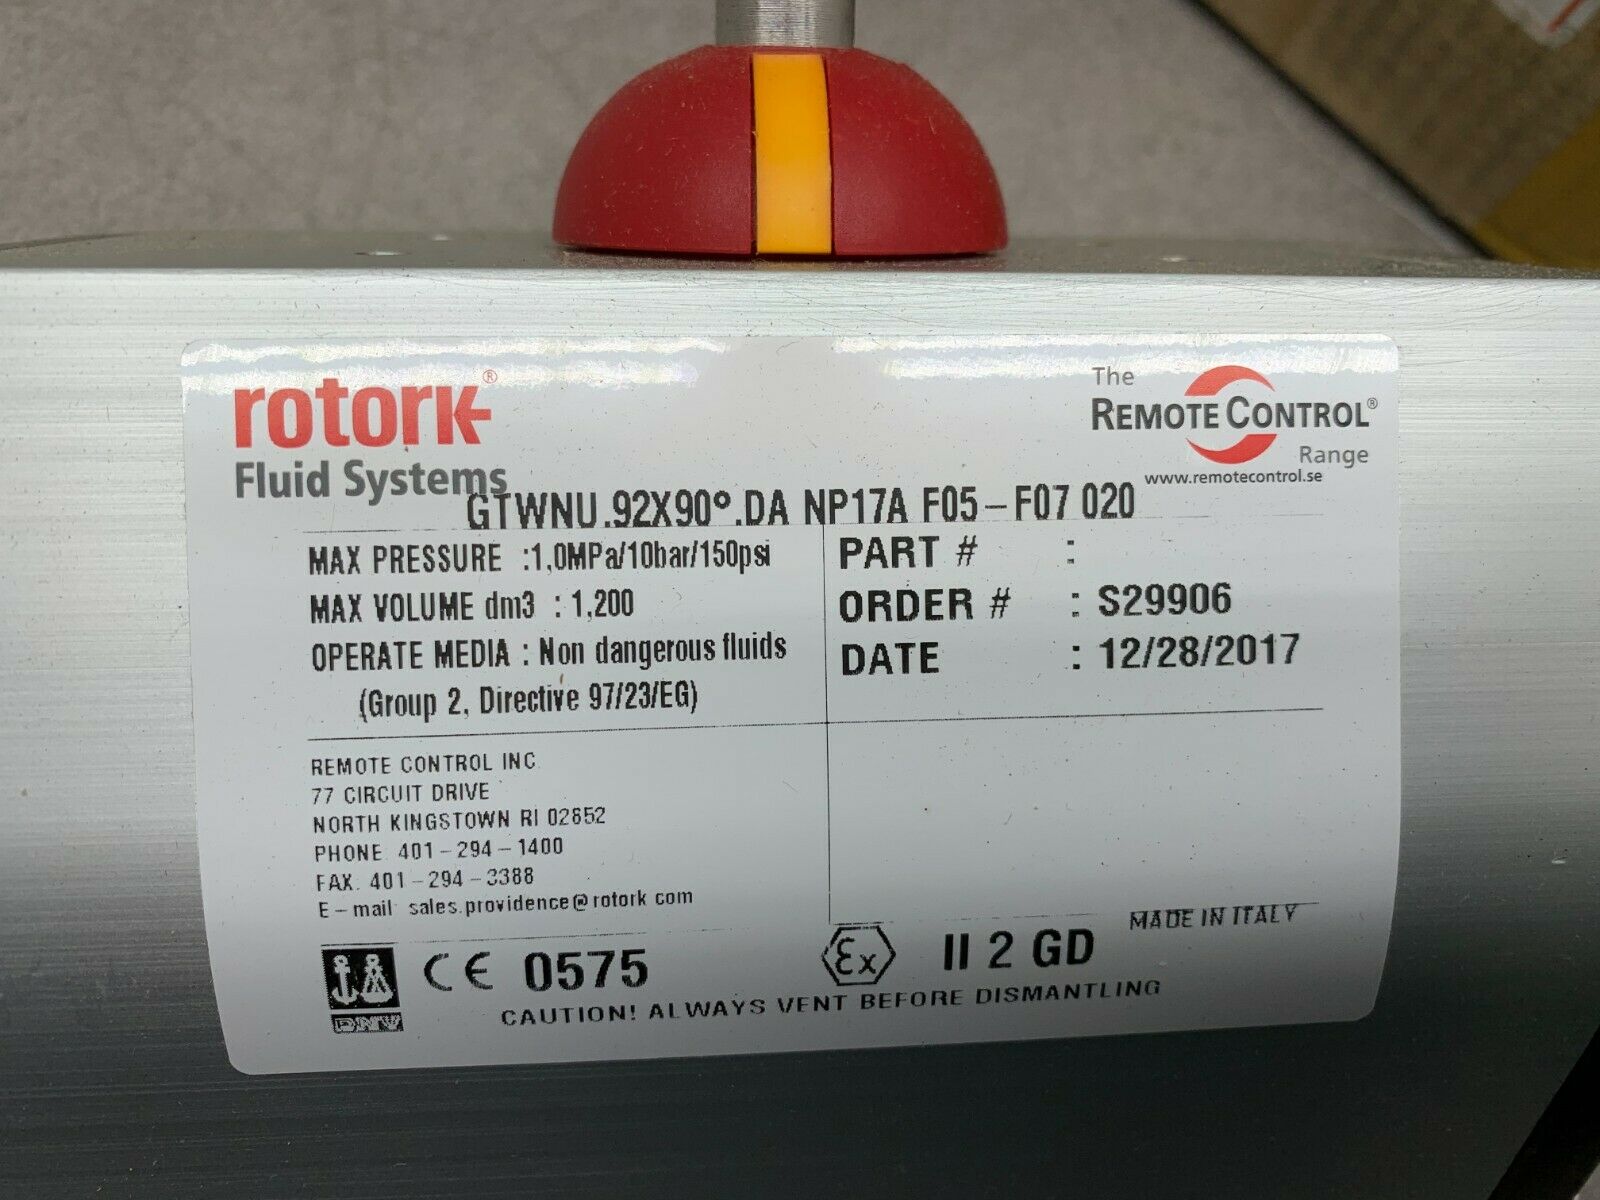 rotork®
Fluid Systems
The
REMOTE CONTROL®
Range
www.remotecontrol.se
GTWNU.92X90°.DA NP17A F05-F07 020
MAX PRESSURE :1,0MPa/10bar/150psi
MAX VOLUME dm3 : 1,200
OPERATE MEDIA : Non dangerous fluids
(Group 2, Directive 97/23/EG)
PART # :
ORDER # : S29906
DATE : 12/28/2017
REMOTE CONTROL INC.
77 CIRCUIT DRIVE
NORTH KINGSTOWN RI 02852
PHONE. 401-294-1400
FAX. 401-294-3388
E-mail sales.providence@rotork.com
MADE IN ITALY
DNV
CE 0575
Ex II 2 GD
CAUTION! ALWAYS VENT BEFORE DISMANTLING